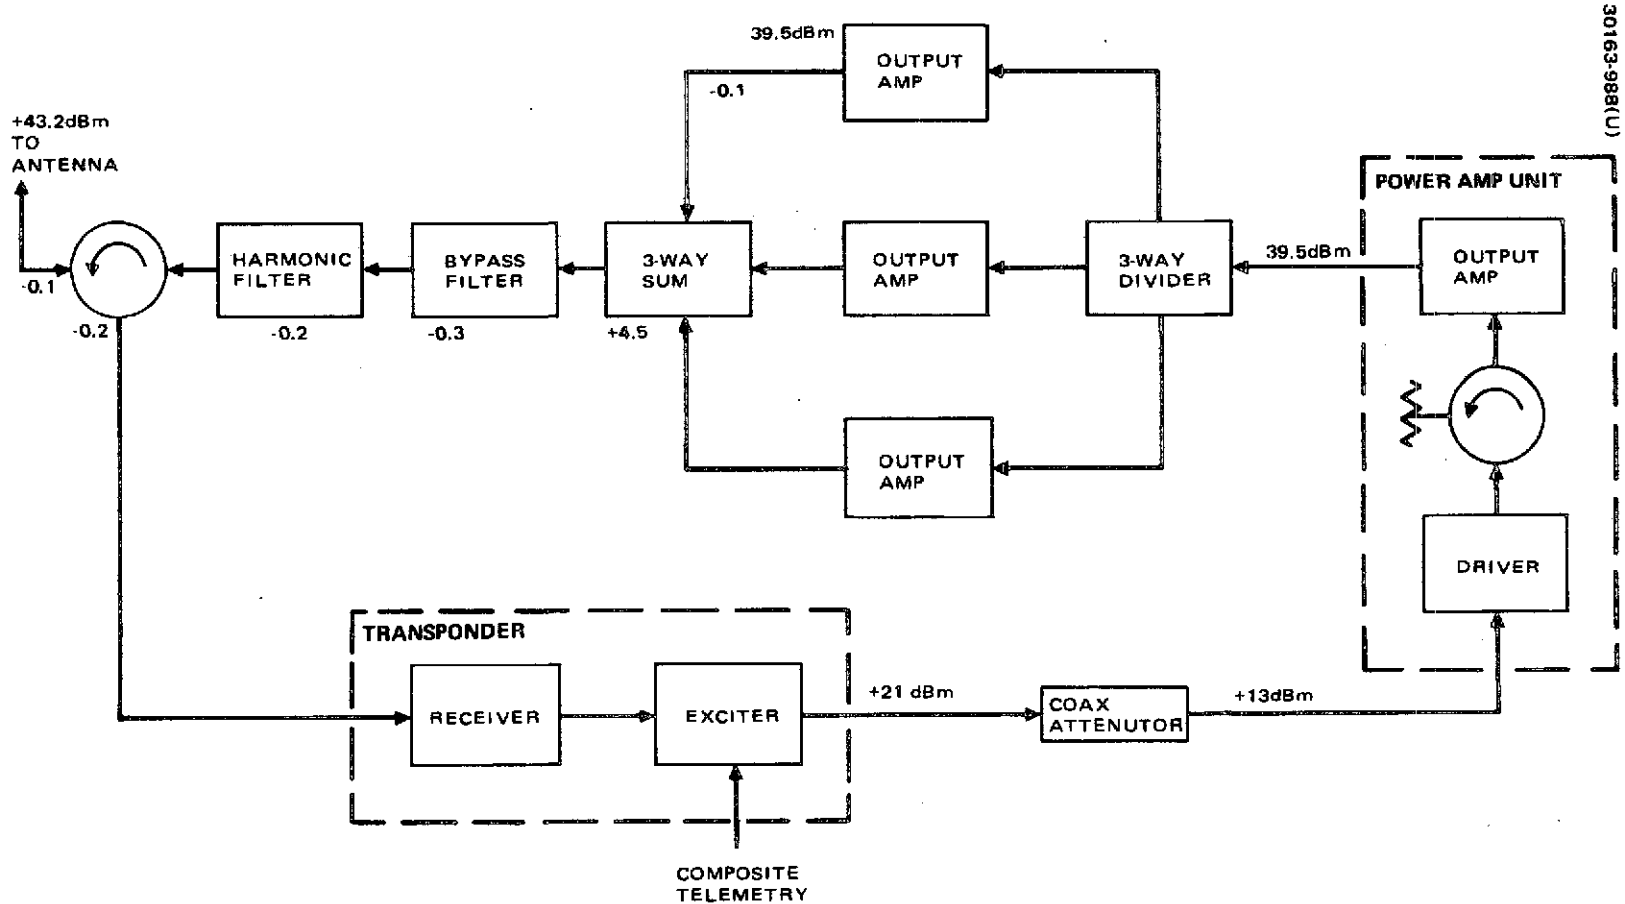 30163-988(U)
39.5dBm
OUTPUT
AMP
-0.1
+43.2dBm
TO
ANTENNA
-0.1
-0.2
HARMONIC
FILTER
-0.2
BYPASS
FILTER
-0.3
3-WAY
SUM
+4.5
OUTPUT
AMP
3-WAY
DIVIDER
39.5dBm
POWER AMP UNIT
OUTPUT
AMP
OUTPUT
AMP
DRIVER
TRANSPONDER
RECEIVER
EXCITER
+21 dBm
COAX
ATTENUTOR
+13dBm
COMPOSITE
TELEMETRY